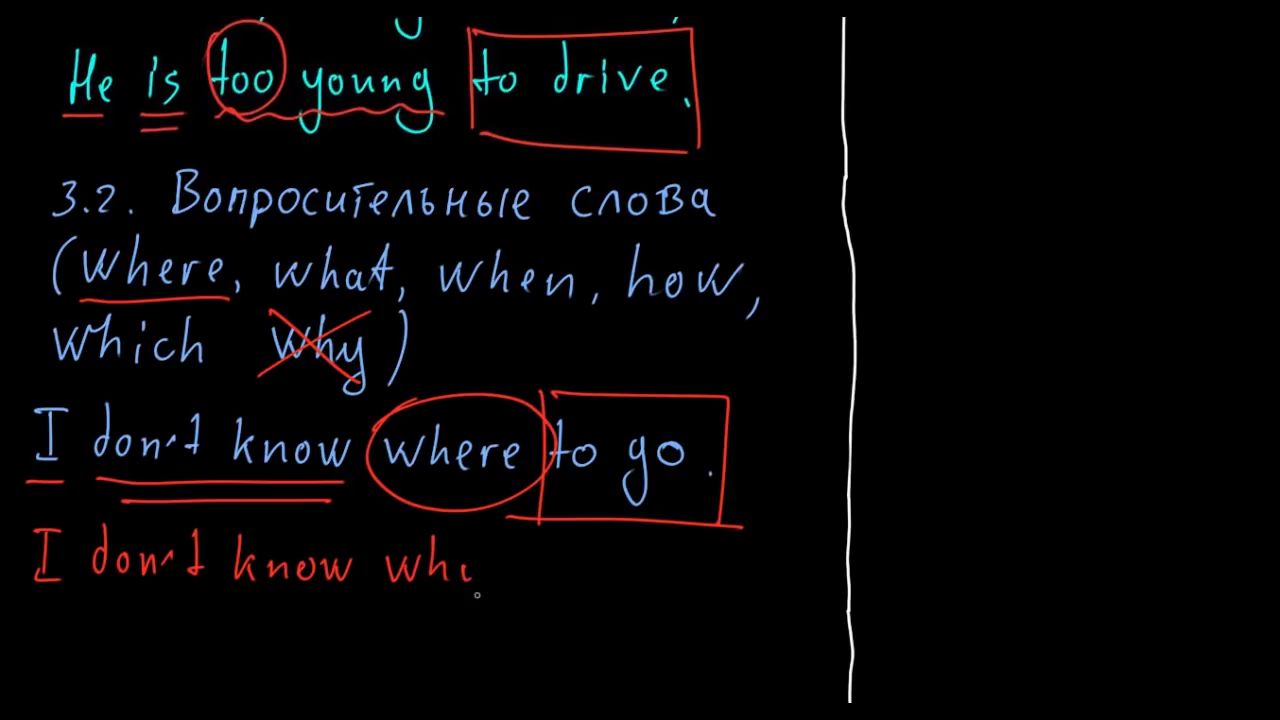 He is too young to drive.
3.2. Вопросительные слова
(where, what, when, how,
which why)
I don't know where to go.
I don't know